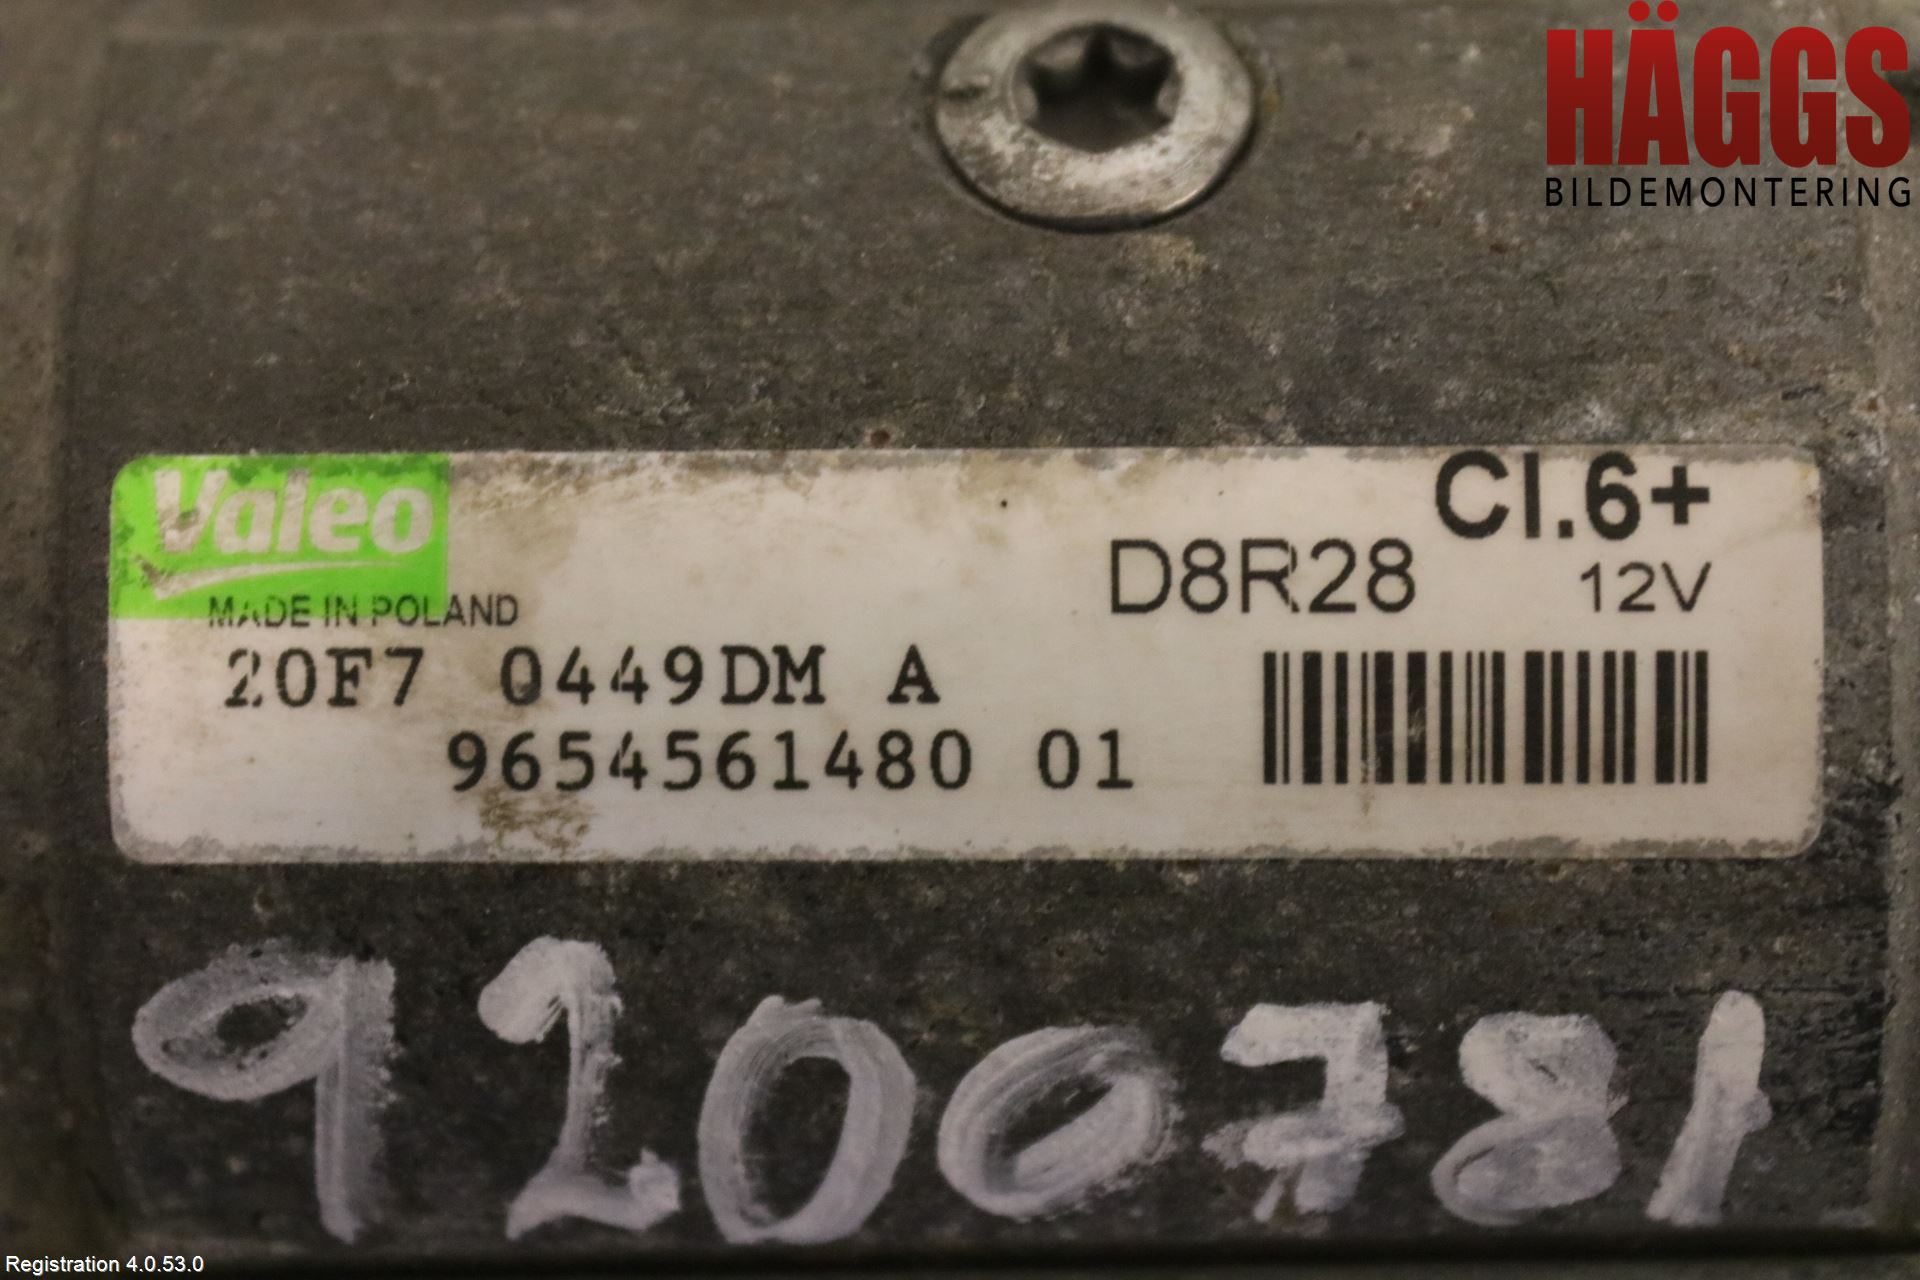 HÄGGS
BILDEMONTERING
Valeo
MADE IN POLAND
Cl.6+
D8R28 12V
20F7 0449DM A
9654561480 01
9200781
Registration 4.0.53.0